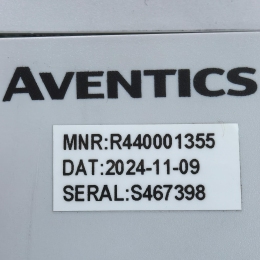 AVENTICS
MNR:R440001355
DAT:2024-11-09
SERAL:S467398